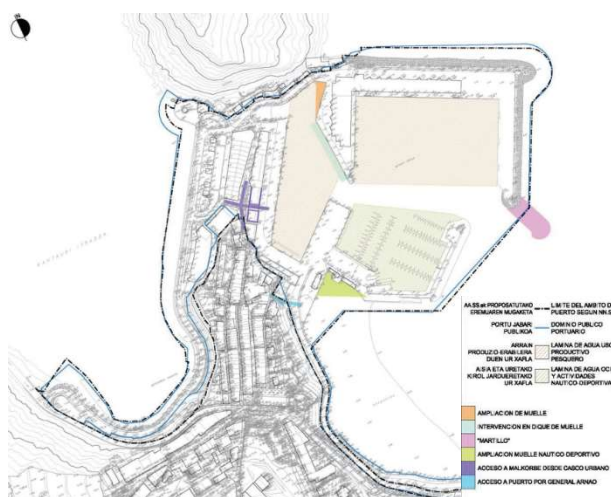 N
AA.SS.ek PROPOSATUTAKO EREMUAREN MUGAKETA
LIMITE DEL AMBITO D
PUERTO SEGUN NN.S
PORTU JABARI PUBLIKOA
DOMINIO PUBLICO PORTUARIO
ARRAIN PRODUZIO-ERABILERA DUEN UR XAFLA
LAMINA DE AGUA USO PRODUCTIVO PESQUERO
AISIA ETA URETAKO KIROL JARDUERETAKO UR XAFLA
LAMINA DE AGUA OCI Y ACTIVIDADES NAUTICO-DEPORTIVA
AMPLIACION DE MUELLE
INTERVENCION EN DIQUE DE MUELLE
"MARTILLO"
AMPLIACION MUELLE NAUTICO DEPORTIVO
ACCESO A MALKORBE DESDE CASCO URBANO
ACCESO A PUERTO POR GENERAL ARNAO